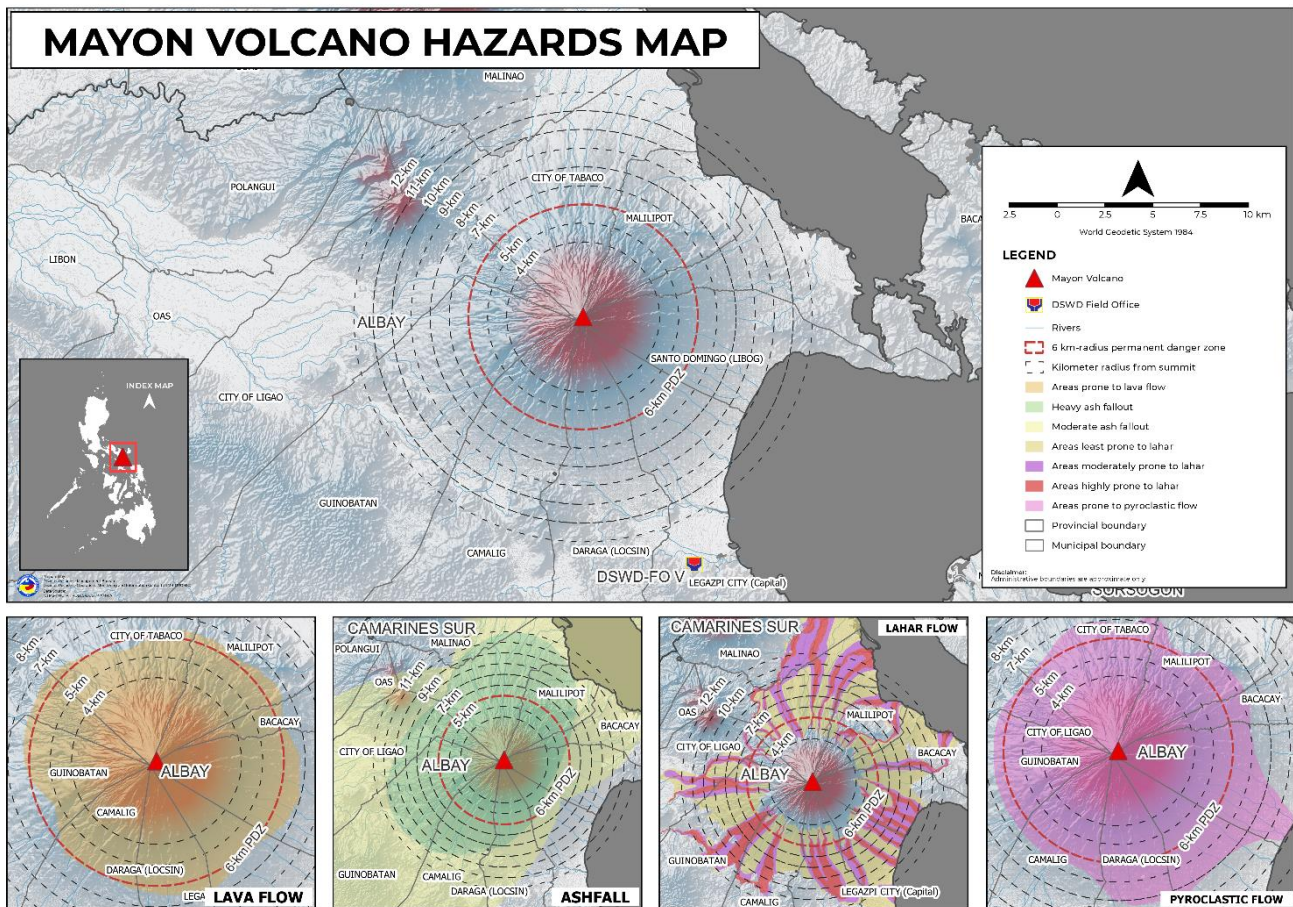 MAYON VOLCANO HAZARDS MAP
MALINAO
POLANGUI
CITY OF TABACO
MALILIPOT
12-km
11-km
10-km
9-km
8-km
7-km
5-km
4-km
LIBON
OAS
ALBAY
SANTO DOMINGO (LIBOG)
6-km PDZ
CITY OF LIGAO
GUINOBATAN
CAMALIG
DARAGA (LOCSIN)
DSWD-FO V
LEGAZPI CITY (Capital)
INDEX MAP
2.5 0 2.5 5 7.5 10 km
World Geodetic System 1984
LEGEND
Mayon Volcano
DSWD Field Office
Rivers
6 km-radius permanent danger zone
Kilometer radius from summit
Areas prone to lava flow
Heavy ash fallout
Moderate ash fallout
Areas least prone to lahar
Areas moderately prone to lahar
Areas highly prone to lahar
Areas prone to pyroclastic flow
Provincial boundary
Municipal boundary
Disclaimer:
Administrative boundaries are approximate only
8-km
7-km
5-km
4-km
CITY OF TABACO
MALILIPOT
BACACAY
GUINOBATAN
ALBAY
CAMALIG
DARAGA (LOCSIN)
6-km PDZ
LEGA
LAVA FLOW
CAMARINES SUR
POLANGUI
MALINAO
OAS
11-km
9-km
7-km
5-km
MALILIPOT
BACACAY
CITY OF LIGAO
ALBAY
6-km PDZ
GUINOBATAN
CAMALIG
DARAGA (LOCSIN)
ASHFALL
CAMARINES SUR
LAHAR FLOW
MALINAO
OAS
12-km
10-km
7-km
4-km
MALILIPOT
BACACAY
CITY OF LIGAO
ALBAY
6-km PDZ
GUINOBATAN
CAMALIG
LEGAZPI CITY (Capital)
8-km
7-km
5-km
4-km
CITY OF TABACO
MALILIPOT
BACACAY
CITY OF LIGAO
GUINOBATAN
ALBAY
CAMALIG
DARAGA (LOCSIN)
6-km PDZ
PYROCLASTIC FLOW